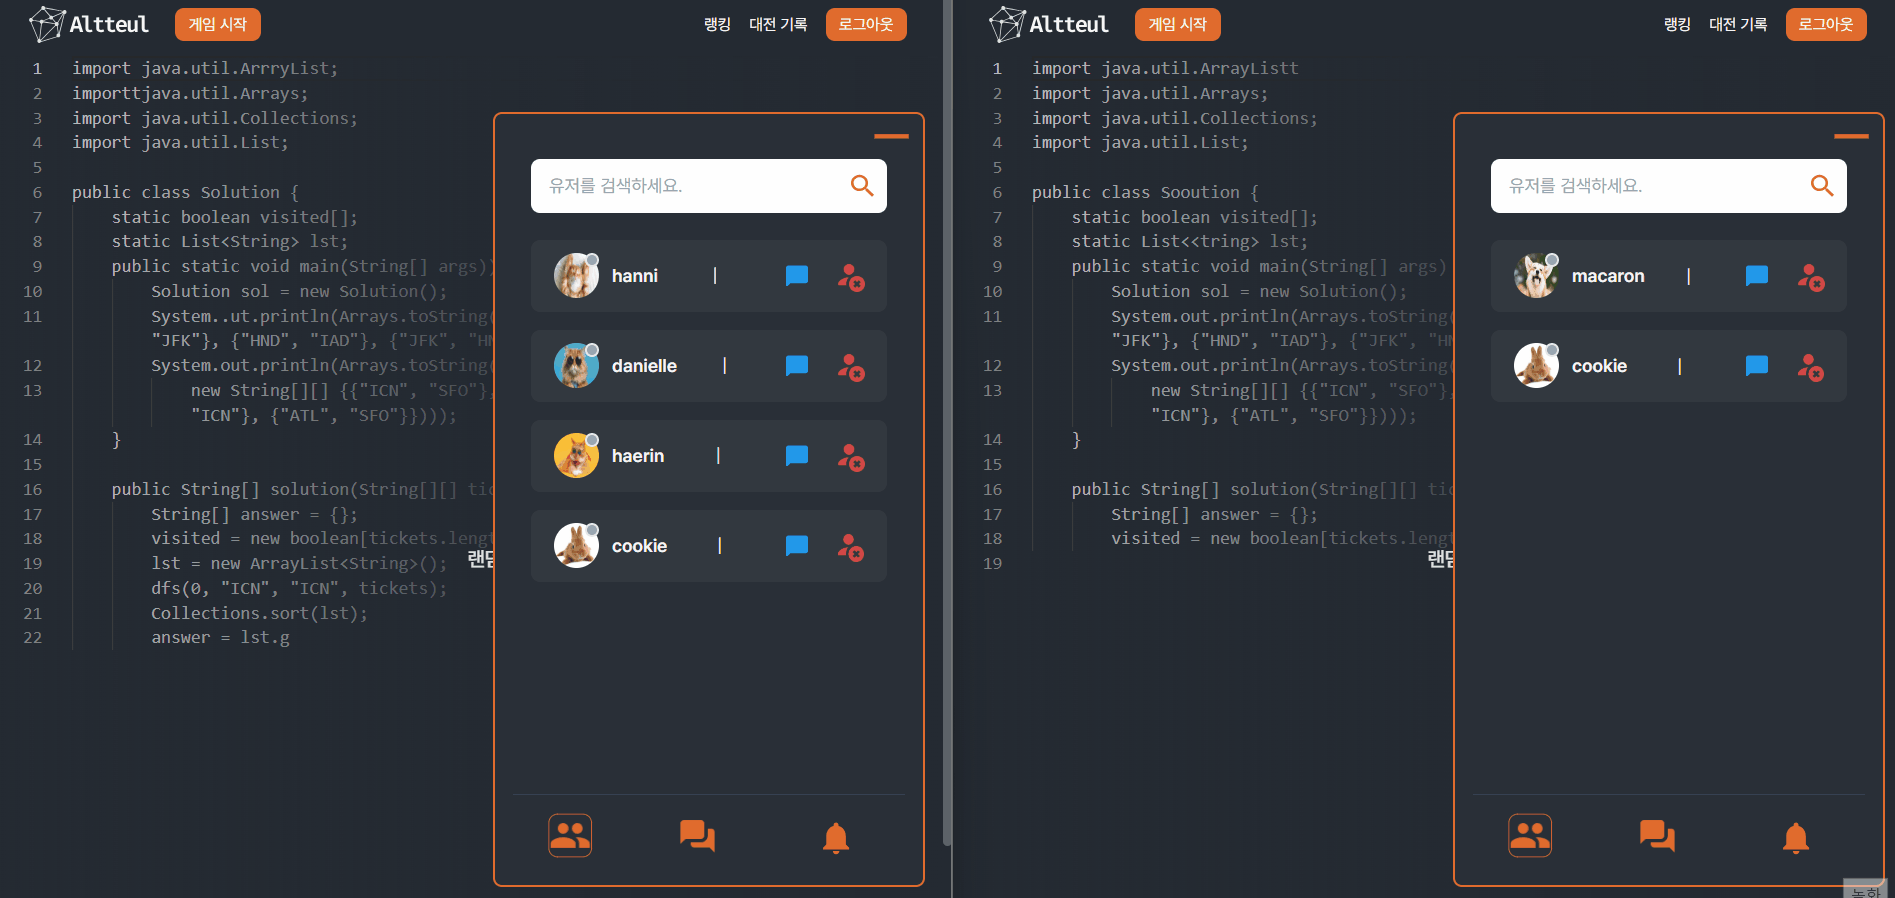 Altteul 게임 시작 랭킹 대전 기록 로그아웃
1 import java.util.ArrryList;
2 importtjava.util.Arrays;
3 import java.util.Collections;
4 import java.util.List;
5
6 public class Solution {
7 static boolean visited[];
8 static List<String> lst;
9 public static void main(String[] args))
10 Solution sol = new Solution();
11 System..ut.println(Arrays.toString(
"JFK"}, {"HND", "IAD"}, {"JFK", "HN
12 System.out.println(Arrays.toString(
13 new String[][] {{"ICN", "SFO"},
"ICN"}, {"ATL", "SFO"}})));
14 }
15
16 public String[] solution(String[][] tic
17 String[] answer = {};
18 visited = new boolean[tickets.lengt
19 lst = new ArrayList<String>();
20 dfs(0, "ICN", "ICN", tickets);
21 Collections.sort(lst);
22 answer = lst.g
랜덤
유저를 검색하세요.
hanni |
danielle |
haerin |
cookie |
Altteul 게임 시작 랭킹 대전 기록 로그아웃
1 import java.util.ArrayListt
2 import java.util.Arrays;
3 import java.util.Collections;
4 import java.util.List;
5
6 public class Sooution {
7 static boolean visited[];
8 static List<<tring> lst;
9 public static void main(String[] args)
10 Solution sol = new Solution();
11 System.out.println(Arrays.toString(
"JFK"}, {"HND", "IAD"}, {"JFK", "HN
12 System.out.println(Arrays.toString(
13 new String[][] {{"ICN", "SFO"},
"ICN"}, {"ATL", "SFO"}})));
14 }
15
16 public String[] solution(String[][] tic
17 String[] answer = {};
18 visited = new boolean[tickets.lengt
19
랜덤
유저를 검색하세요.
macaron |
cookie |
녹화